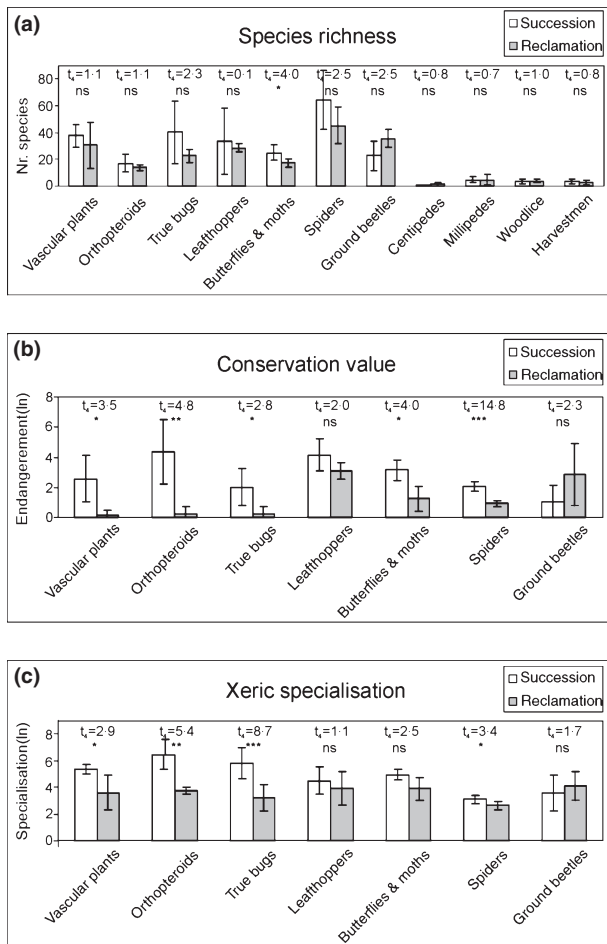 (a)
Species richness
Succession
Reclamation
t₄=1·1 t₄=1·1 t₄=2·3 t₄=0·1 t₄=4·0 t₄=2·5 t₄=2·5 t₄=0·8 t₄=0·7 t₄=1·0 t₄=0·8
ns ns ns ns * ns ns ns ns ns ns
Nr. species
80
60
40
20
0
Vascular plants
Orthopteroids
True bugs
Leafthoppers
Butterflies & moths
Spiders
Ground beetles
Centipedes
Millipedes
Woodlice
Harvestmen
(b)
Conservation value
Succession
Reclamation
t₄=3·5 t₄=4·8 t₄=2·8 t₄=2·0 t₄=4·0 t₄=14·8 t₄=2·3
* ** * ns * *** ns
Endangerement(ln)
8
6
4
2
0
Vascular plants
Orthopteroids
True bugs
Leafthoppers
Butterflies & moths
Spiders
Ground beetles
(c)
Xeric specialisation
Succession
Reclamation
t₄=2·9 t₄=5·4 t₄=8·7 t₄=1·1 t₄=2·5 t₄=3·4 t₄=1·7
* ** *** ns ns * ns
Specialisation(ln)
8
6
4
2
0
Vascular plants
Orthopteroids
True bugs
Leafthoppers
Butterflies & moths
Spiders
Ground beetles